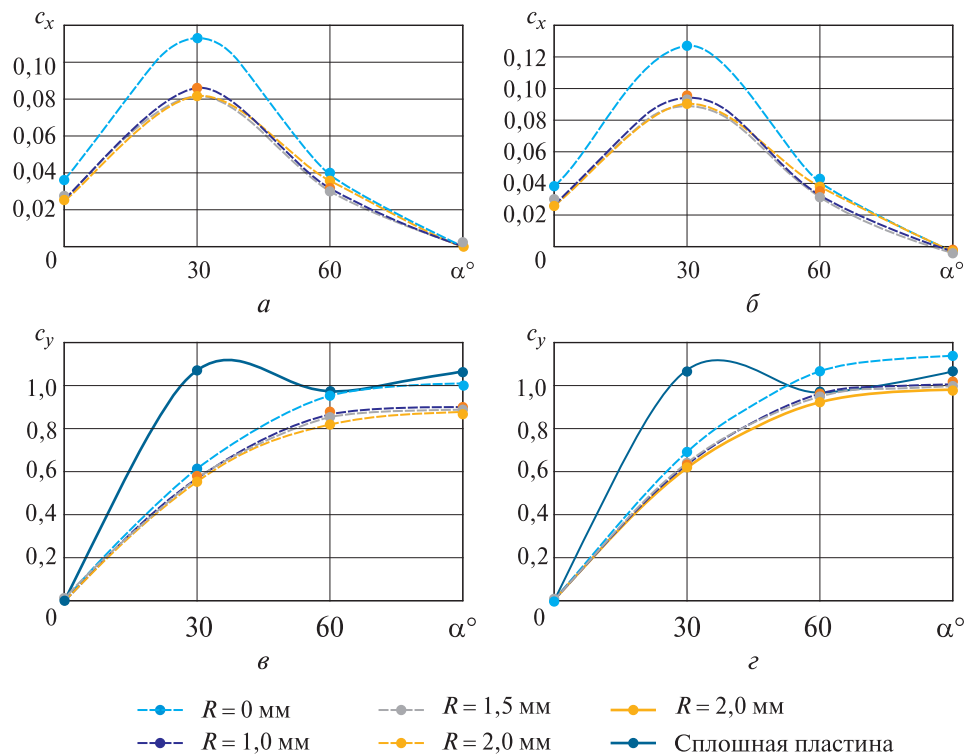 cₓ
0,10
0,08
0,06
0,04
0,02
0
30
60
α°
а
cₓ
0,12
0,10
0,08
0,06
0,04
0,02
0
30
60
α°
б
c_y
1,0
0,8
0,6
0,4
0,2
0
30
60
α°
в
c_y
1,0
0,8
0,6
0,4
0,2
0
30
60
α°
г
R = 0 мм
R = 1,5 мм
R = 2,0 мм
R = 1,0 мм
R = 2,0 мм
Сплошная пластина